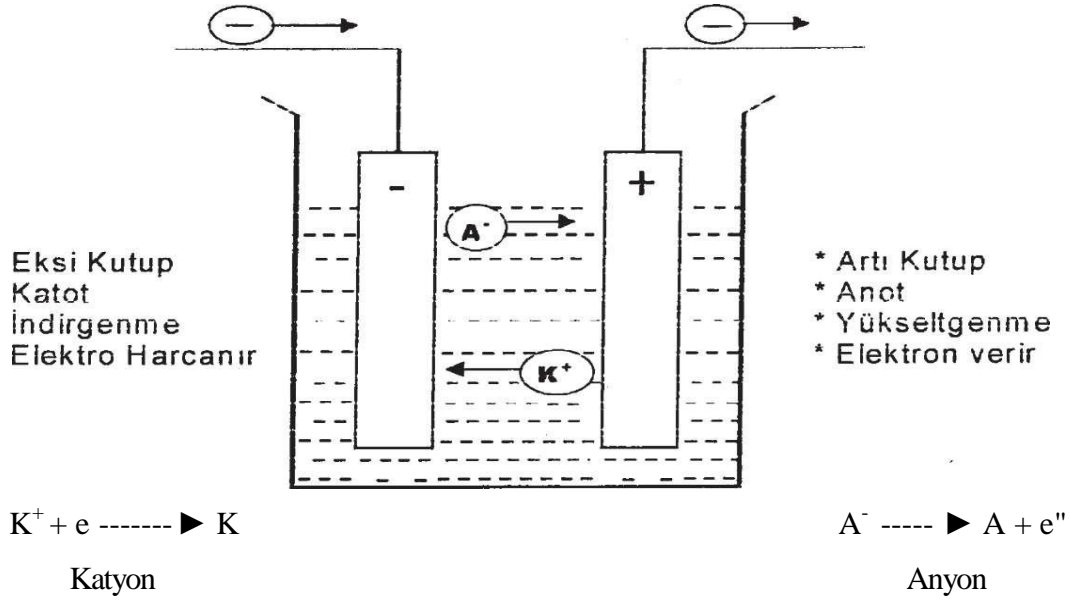 - +
A⁻
K⁺
Eksi Kutup
Katot
İndirgenme
Elektro Harcanır
* Artı Kutup
* Anot
* Yükseltgenme
* Elektron verir
K⁺ + e ------- ► K
Katyon
A⁻ ----- ► A + e"
Anyon